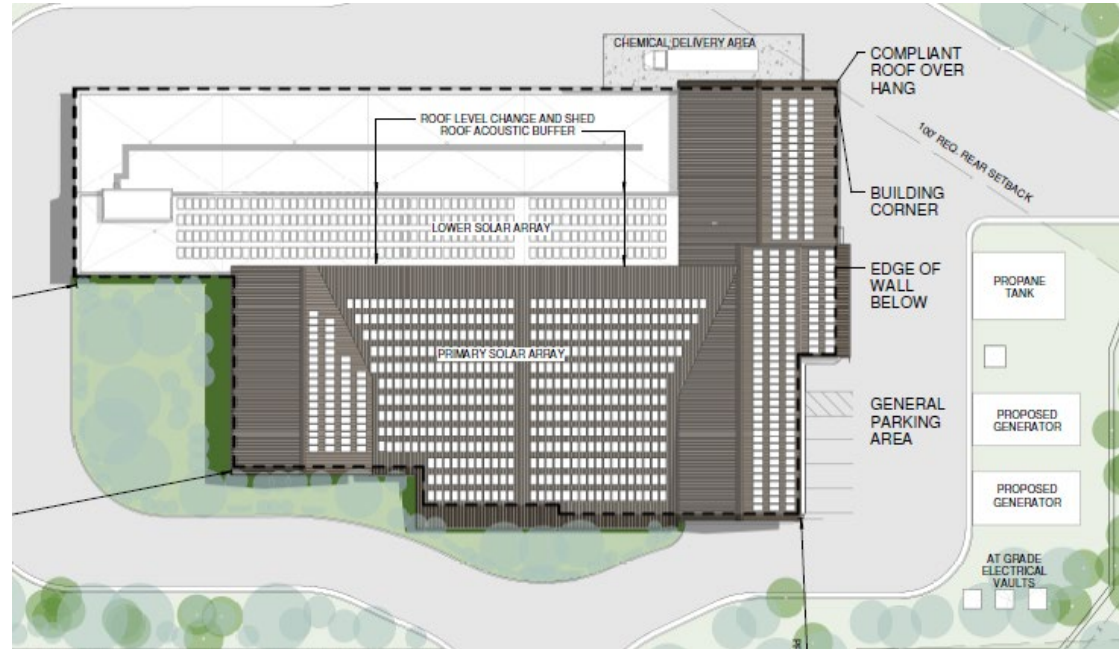 CHEMICAL DELIVERY AREA
COMPLIANT
ROOF OVER
HANG
ROOF LEVEL CHANGE AND SHED
ROOF ACOUSTIC BUFFER
100' REQ. REAR SETBACK
BUILDING
CORNER
LOWER SOLAR ARRAY
EDGE OF
WALL
BELOW
PROPANE
TANK
PRIMARY SOLAR ARRAY
GENERAL
PARKING
AREA
PROPOSED
GENERATOR
PROPOSED
GENERATOR
AT GRADE
ELECTRICAL
VAULTS